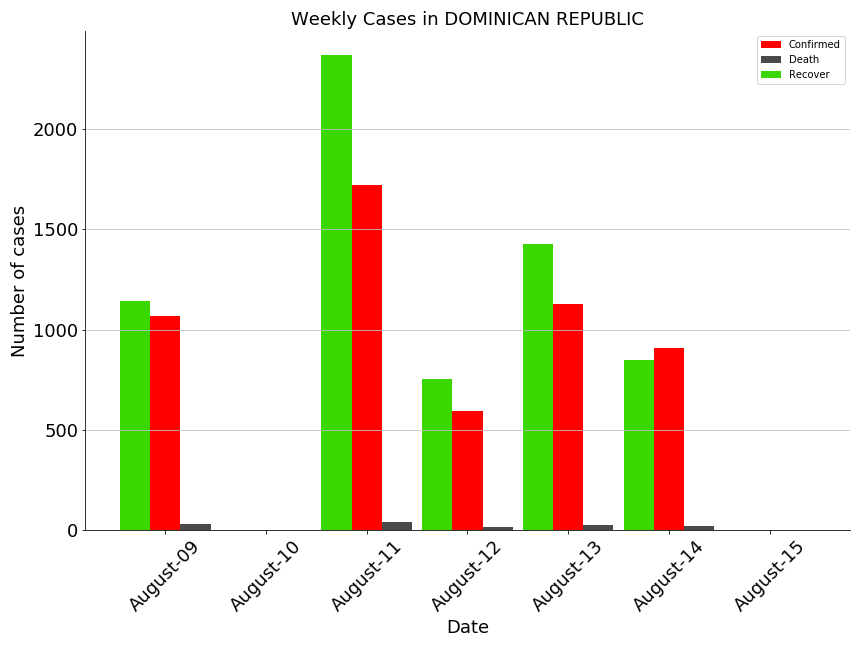 Weekly Cases in DOMINICAN REPUBLIC
Confirmed
Death
Recover
Number of cases
2000
1500
1000
500
0
August-09
August-10
August-11
August-12
August-13
August-14
August-15
Date